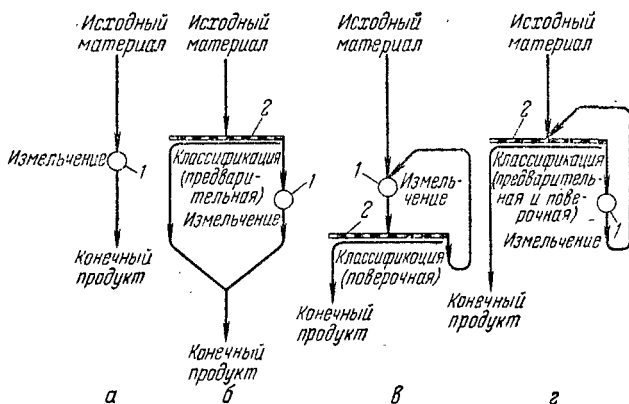 Исходный
материал
1
Измельчение
Конечный
продукт
а
Исходный
материал
2
Классификация
(предвари-
тельная)
1
Измельчение
Конечный
продукт
б
Исходный
материал
1
Измель-
чение
2
Классификация
(поверочная)
Конечный
продукт
в
Исходный
материал
2
Классификация
(предваритель-
ная и пове-
рочная)
1
Измельчение
Конечный
продукт
г